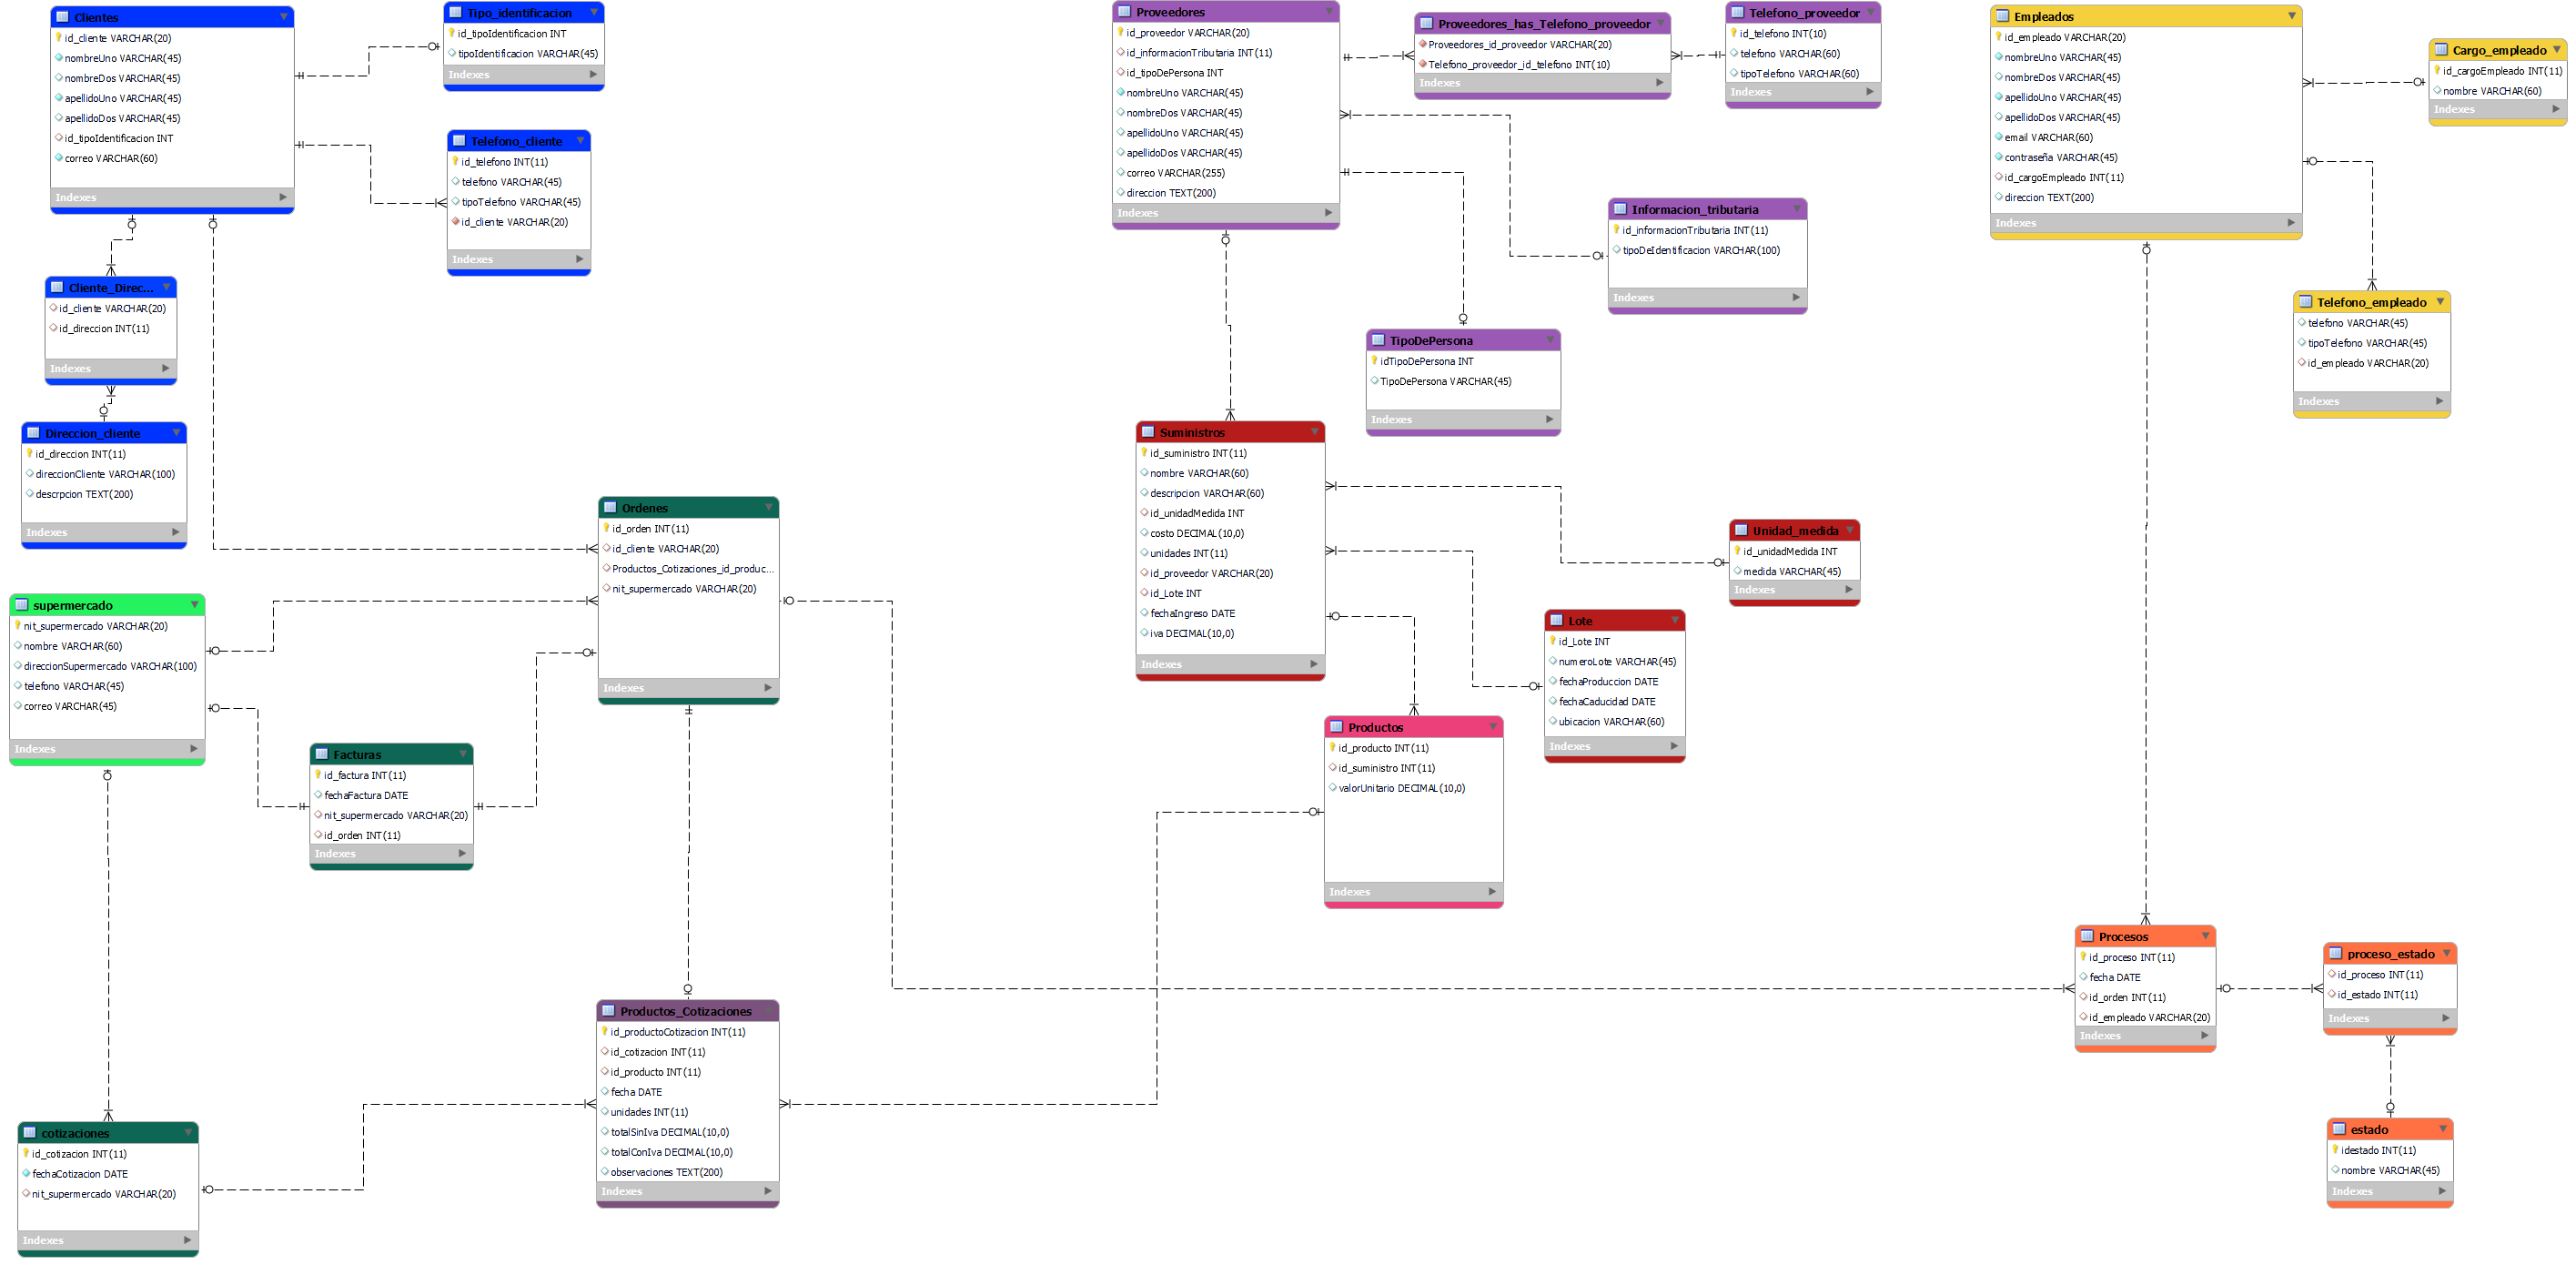 Clientes
id_cliente VARCHAR(20)
nombreUno VARCHAR(45)
nombreDos VARCHAR(45)
apellidoUno VARCHAR(45)
apellidoDos VARCHAR(45)
id_tipoIdentificacion INT
correo VARCHAR(60)
Indexes
Tipo_identificacion
id_tipoIdentificacion INT
tipoIdentificacion VARCHAR(45)
Indexes
Telefono_cliente
id_telefono INT(11)
telefono VARCHAR(45)
tipoTelefono VARCHAR(45)
id_cliente VARCHAR(20)
Indexes
Cliente_Direc...
id_cliente VARCHAR(20)
id_direccion INT(11)
Indexes
Direccion_cliente
id_direccion INT(11)
direccionCliente VARCHAR(100)
descrpcion TEXT(200)
Indexes
Proveedores
id_proveedor VARCHAR(20)
id_informacionTributaria INT(11)
id_tipoDePersona INT
nombreUno VARCHAR(45)
nombreDos VARCHAR(45)
apellidoUno VARCHAR(45)
apellidoDos VARCHAR(45)
correo VARCHAR(255)
direccion TEXT(200)
Indexes
Proveedores_has_Telefono_proveedor
Proveedores_id_proveedor VARCHAR(20)
Telefono_proveedor_id_telefono INT(10)
Indexes
Telefono_proveedor
id_telefono INT(10)
telefono VARCHAR(60)
tipoTelefono VARCHAR(60)
Indexes
Informacion_tributaria
id_informacionTributaria INT(11)
tipoDeIdentificacion VARCHAR(100)
Indexes
TipoDePersona
idTipoDePersona INT
TipoDePersona VARCHAR(45)
Indexes
Empleados
id_empleado VARCHAR(20)
nombreUno VARCHAR(45)
nombreDos VARCHAR(45)
apellidoUno VARCHAR(45)
apellidoDos VARCHAR(45)
email VARCHAR(60)
contraseña VARCHAR(45)
id_cargoEmpleado INT(11)
direccion TEXT(200)
Indexes
Cargo_empleado
id_cargoEmpleado INT(11)
nombre VARCHAR(60)
Indexes
Telefono_empleado
telefono VARCHAR(45)
tipoTelefono VARCHAR(45)
id_empleado VARCHAR(20)
Indexes
Suministros
id_suministro INT(11)
nombre VARCHAR(60)
descripcion VARCHAR(60)
id_unidadMedida INT
costo DECIMAL(10,0)
unidades INT(11)
id_proveedor VARCHAR(20)
id_Lote INT
fechaIngreso DATE
iva DECIMAL(10,0)
Indexes
Unidad_medida
id_unidadMedida INT
medida VARCHAR(45)
Indexes
Lote
id_Lote INT
numeroLote VARCHAR(45)
fechaProduccion DATE
fechaCaducidad DATE
ubicacion VARCHAR(60)
Indexes
Ordenes
id_orden INT(11)
id_cliente VARCHAR(20)
Productos_Cotizaciones_id_produc...
nit_supermercado VARCHAR(20)
Indexes
supermercado
nit_supermercado VARCHAR(20)
nombre VARCHAR(60)
direccionSupermercado VARCHAR(100)
telefono VARCHAR(45)
correo VARCHAR(45)
Indexes
Facturas
id_factura INT(11)
fechaFactura DATE
nit_supermercado VARCHAR(20)
id_orden INT(11)
Indexes
Productos
id_producto INT(11)
id_suministro INT(11)
valorUnitario DECIMAL(10,0)
Indexes
Procesos
id_proceso INT(11)
fecha DATE
id_orden INT(11)
id_empleado VARCHAR(20)
Indexes
proceso_estado
id_proceso INT(11)
id_estado INT(11)
Indexes
estado
idestado INT(11)
nombre VARCHAR(45)
Indexes
Productos_Cotizaciones
id_productoCotizacion INT(11)
id_cotizacion INT(11)
id_producto INT(11)
fecha DATE
unidades INT(11)
totalSinIva DECIMAL(10,0)
totalConIva DECIMAL(10,0)
observaciones TEXT(200)
Indexes
cotizaciones
id_cotizacion INT(11)
fechaCotizacion DATE
nit_supermercado VARCHAR(20)
Indexes